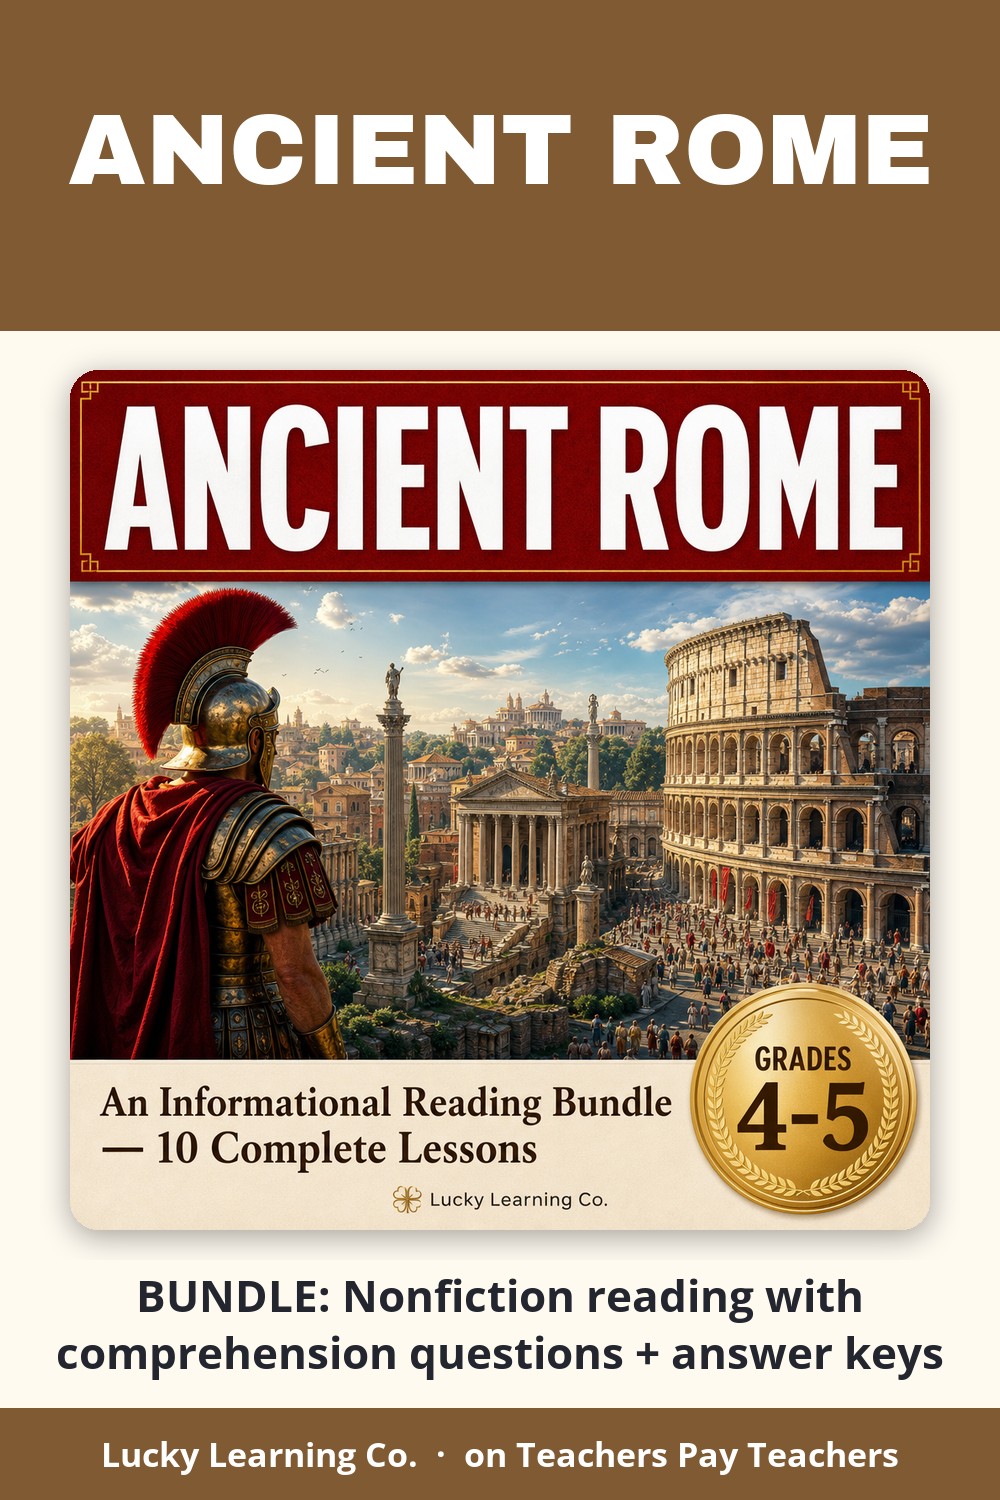 ANCIENT ROME
ANCIENT ROME
GRADES
4-5
An Informational Reading Bundle
— 10 Complete Lessons
Lucky Learning Co.
BUNDLE: Nonfiction reading with
comprehension questions + answer keys
Lucky Learning Co. · on Teachers Pay Teachers